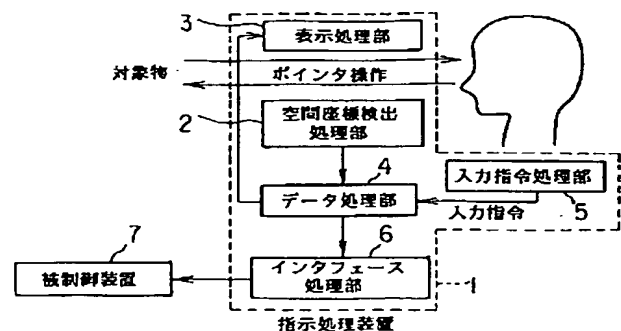 3
表示処理部
対象物
ポインタ操作
2
空間座標検出
処理部
4
データ処理部
入力指令処理部
入力指令
5
7
被制御装置
6
インタフェース
処理部
1
指示処理装置